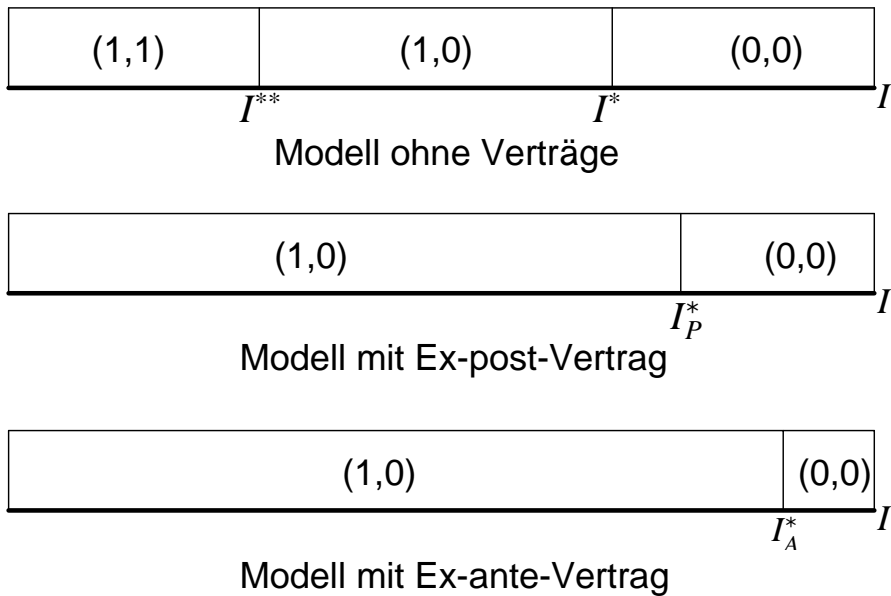 (1,1) (1,0) (0,0)
I** I* I
Modell ohne Verträge
(1,0) (0,0)
I*P I
Modell mit Ex-post-Vertrag
(1,0) (0,0)
I*A I
Modell mit Ex-ante-Vertrag